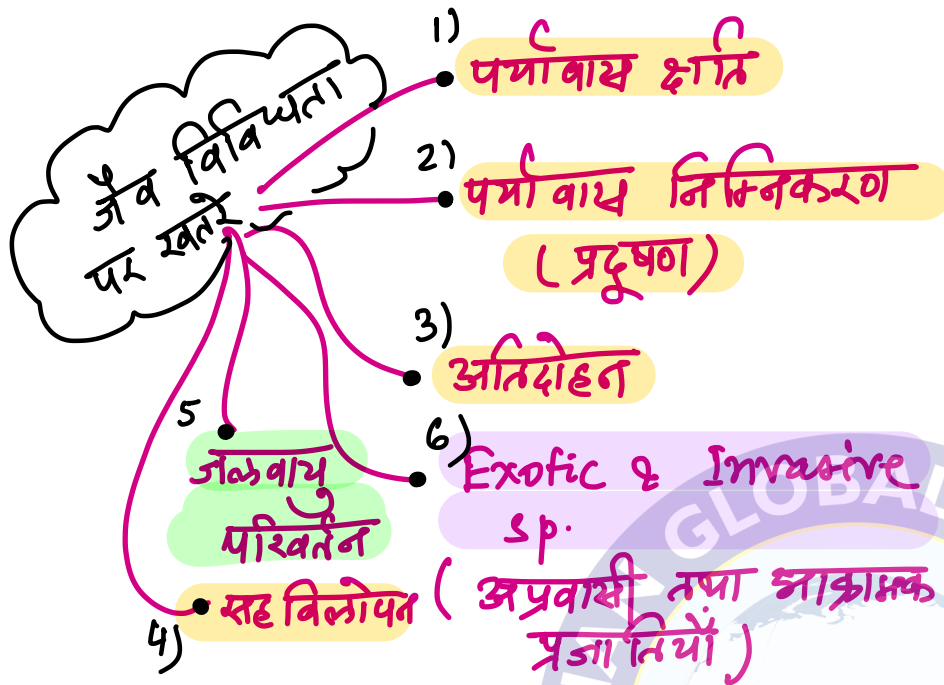 जैव विविधता
पर खतरे
1)
पर्यावास क्षति
2)
पर्यावास निम्निकरण
(प्रदूषण)
3)
अतिदोहन
5
जलवायु
परिवर्तन
6)
Exotic & Invasive
sp.
(अप्रवासी तथा आक्रामक
प्रजातियाँ)
4)
सह विलोपन
GLOBAL